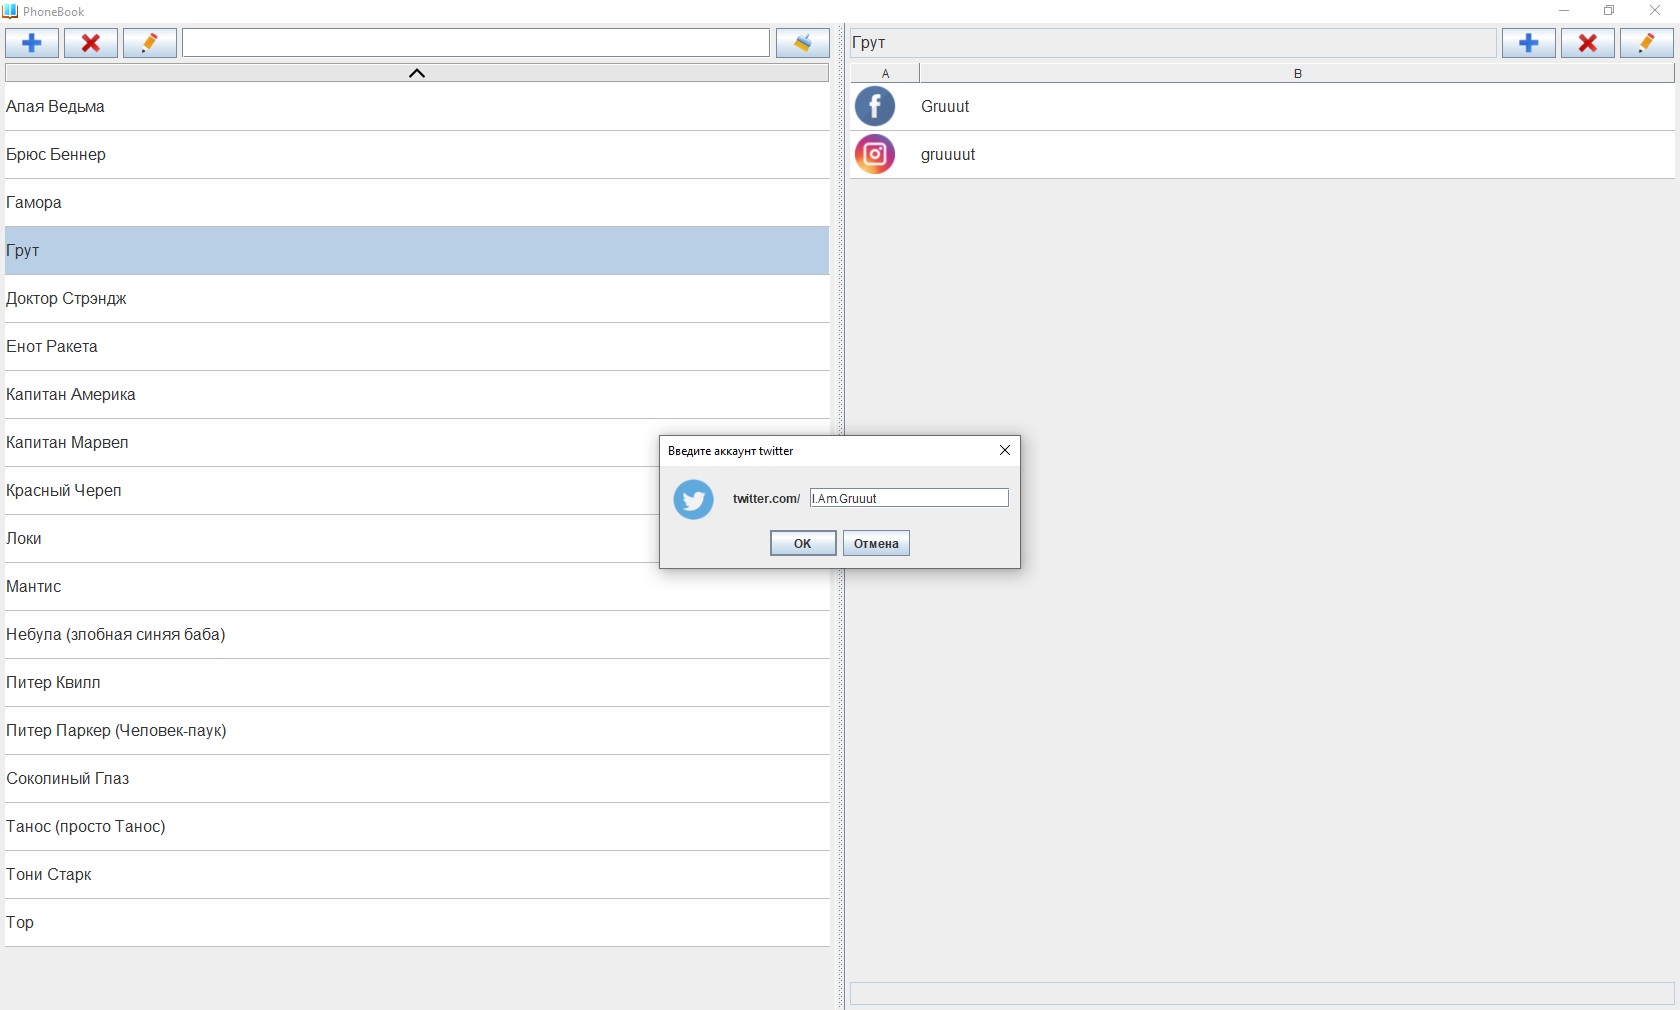 PhoneBook
Грут
A B
Алая Ведьма
Gruuut
Брюс Беннер
gruuuut
Гамора
Грут
Доктор Стрэндж
Енот Ракета
Капитан Америка
Капитан Марвел
Красный Череп
Локи
Мантис
Небула (злобная синяя баба)
Питер Квилл
Питер Паркер (Человек-паук)
Соколиный Глаз
Танос (просто Танос)
Тони Старк
Тор
Введите аккаунт twitter
twitter.com/ I.Am.Gruuut
OK Отмена